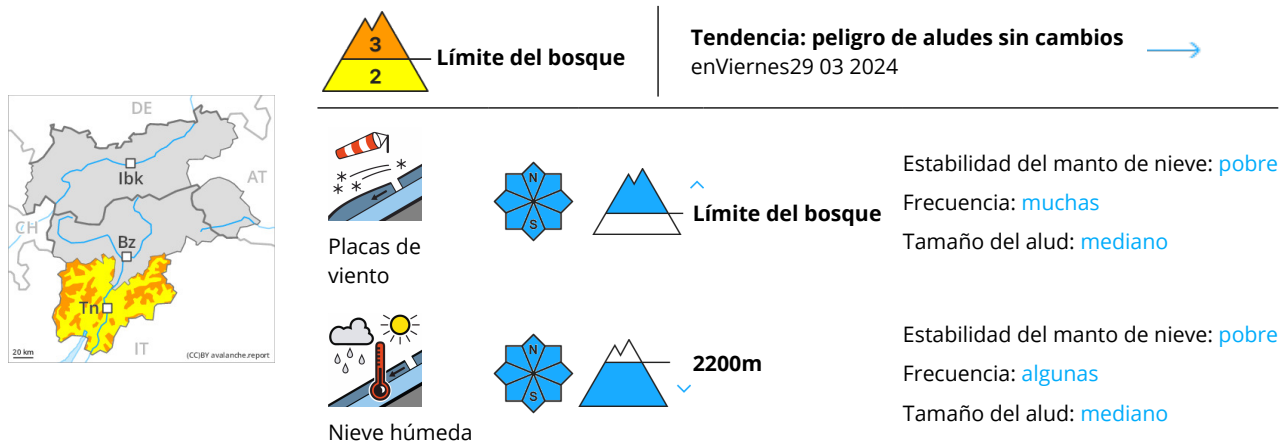 3
2
Límite del bosque
Tendencia: peligro de aludes sin cambios
enViernes29 03 2024
DE
Ibk
AT
CH
Bz
Tn
IT
20 km
(CC)BY avalanche.report
N
S
Límite del bosque
Placas de
viento
Estabilidad del manto de nieve: pobre
Frecuencia: muchas
Tamaño del alud: mediano
N
S
2200m
Nieve húmeda
Estabilidad del manto de nieve: pobre
Frecuencia: algunas
Tamaño del alud: mediano